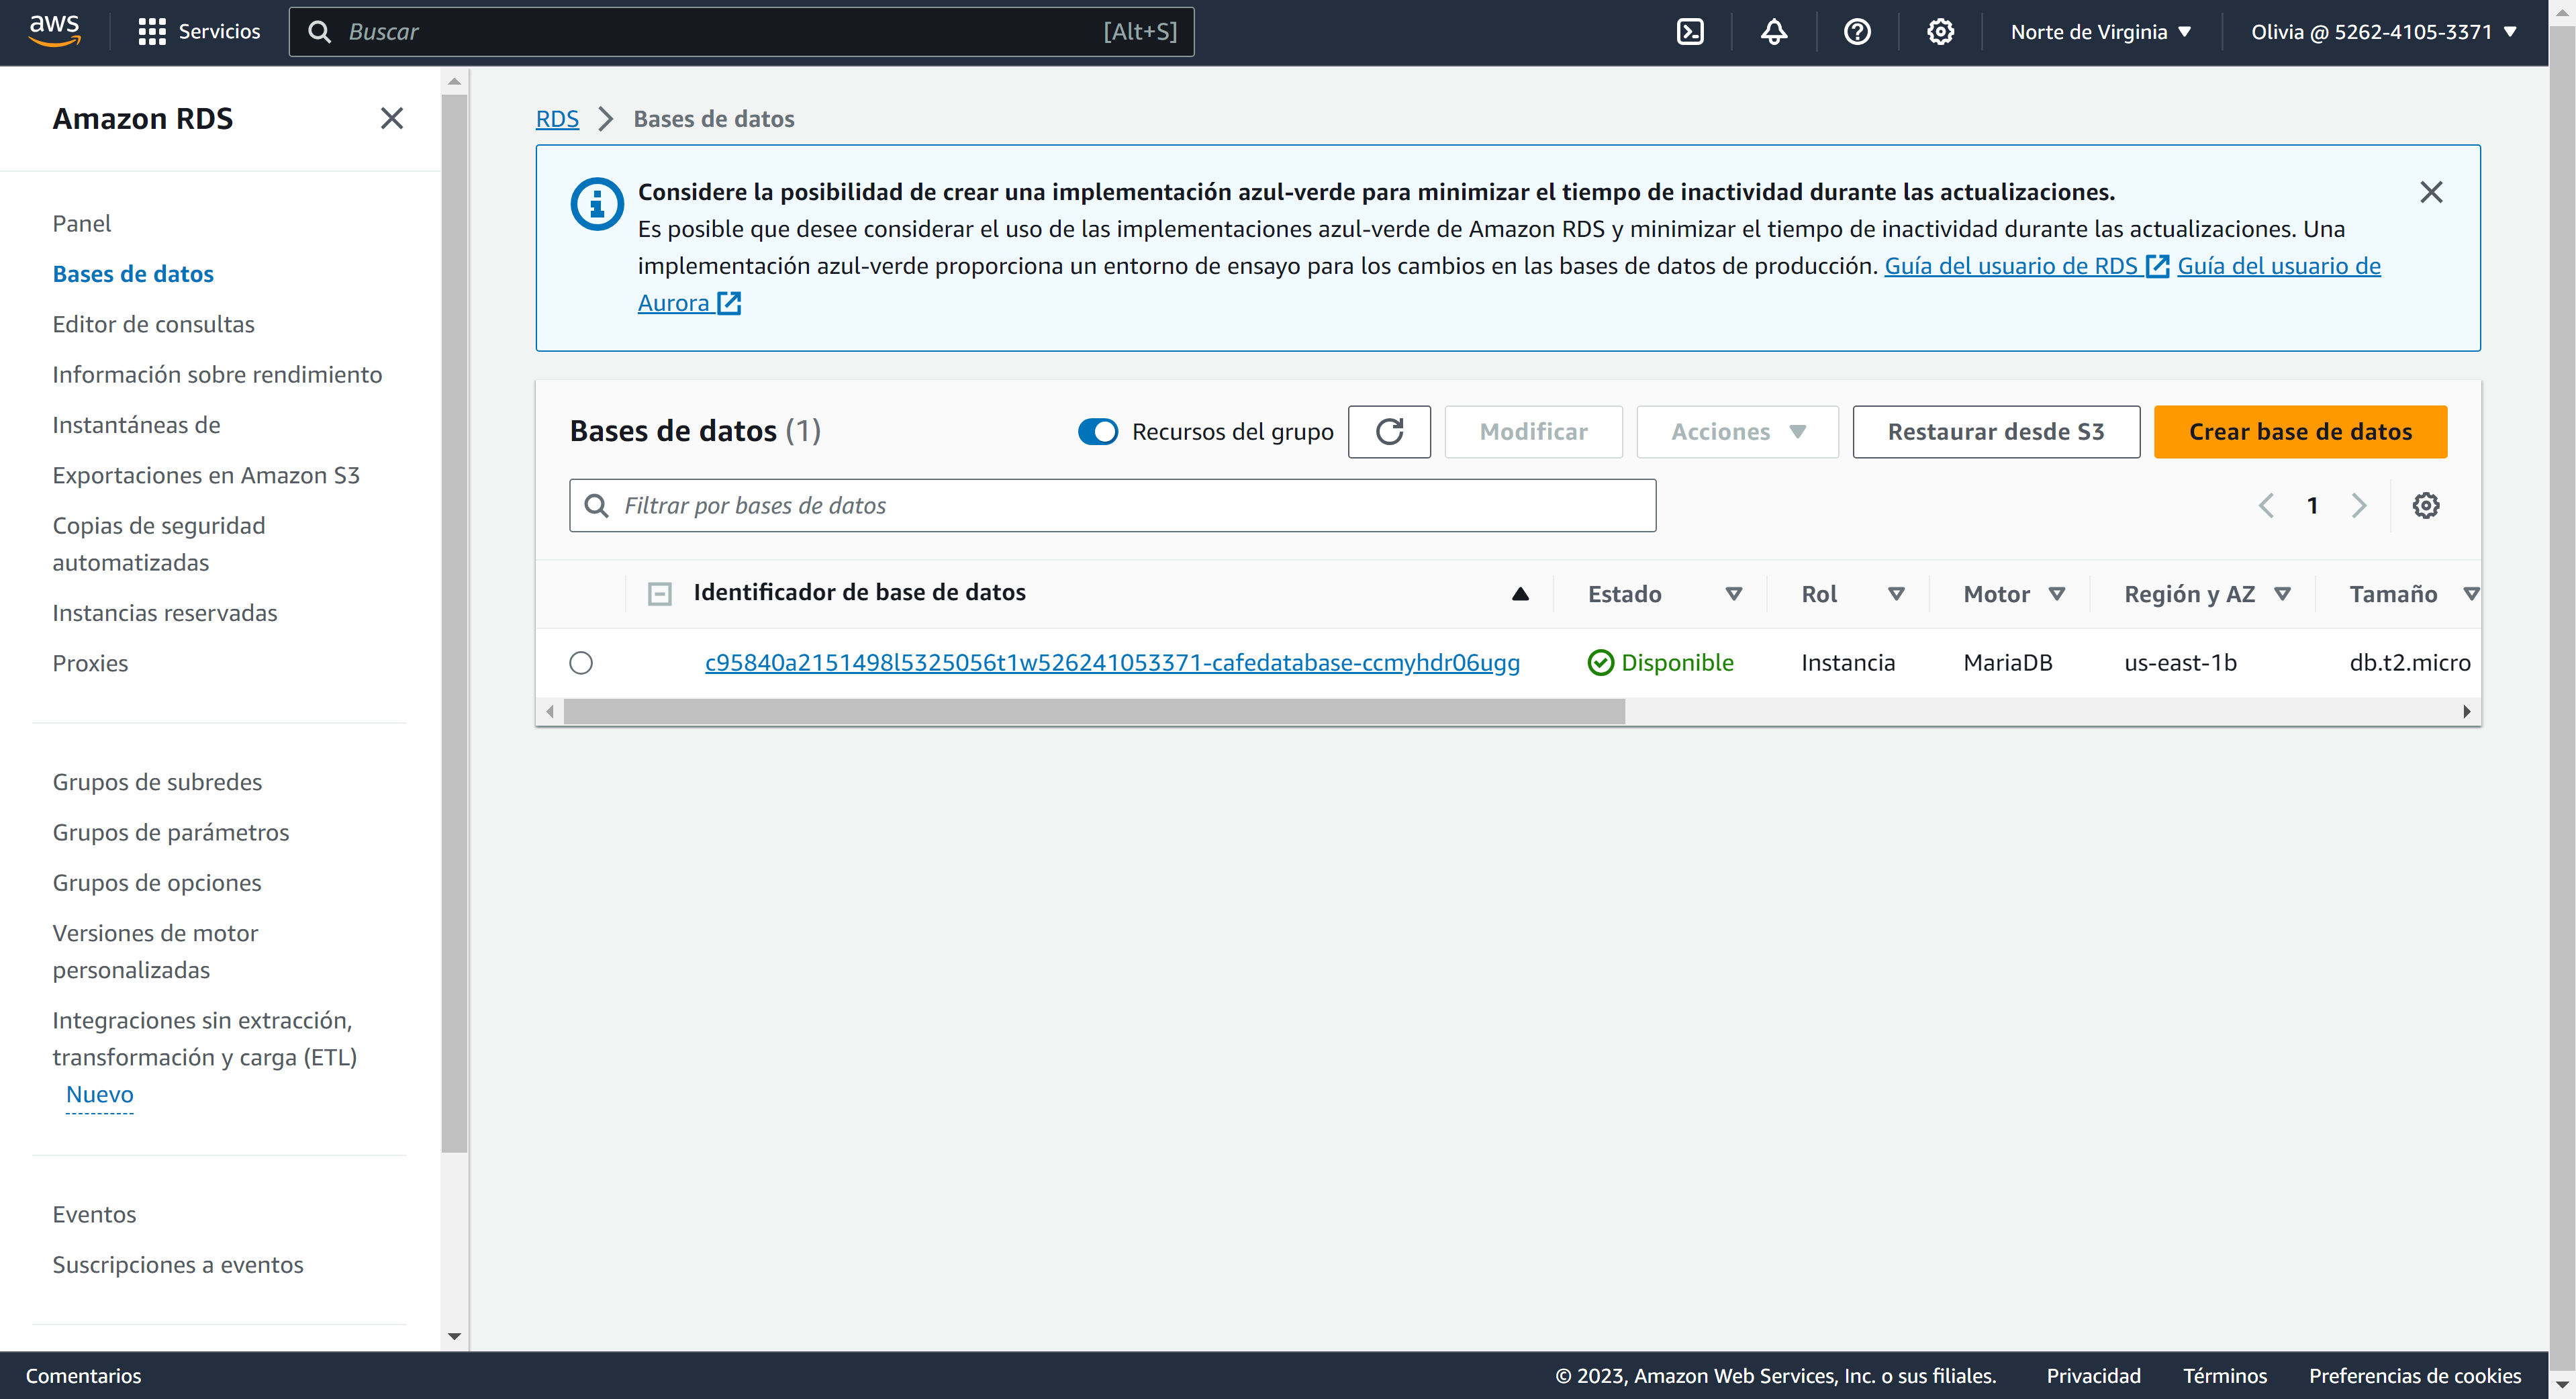 aws
Servicios
Buscar
[Alt+S]
Norte de Virginia
Olivia @ 5262-4105-3371
Amazon RDS
Panel
Bases de datos
Editor de consultas
Información sobre rendimiento
Instantáneas de
Exportaciones en Amazon S3
Copias de seguridad
automatizadas
Instancias reservadas
Proxies
Grupos de subredes
Grupos de parámetros
Grupos de opciones
Versiones de motor
personalizadas
Integraciones sin extracción,
transformación y carga (ETL)
Nuevo
Eventos
Suscripciones a eventos
RDS > Bases de datos
Considere la posibilidad de crear una implementación azul-verde para minimizar el tiempo de inactividad durante las actualizaciones.
Es posible que desee considerar el uso de las implementaciones azul-verde de Amazon RDS y minimizar el tiempo de inactividad durante las actualizaciones. Una
implementación azul-verde proporciona un entorno de ensayo para los cambios en las bases de datos de producción. Guía del usuario de RDS Guía del usuario de
Aurora
Bases de datos (1)
Recursos del grupo
Modificar
Acciones
Restaurar desde S3
Crear base de datos
Filtrar por bases de datos
1
Identificador de base de datos Estado Rol Motor Región y AZ Tamaño
c95840a2151498l5325056t1w526241053371-cafedatabase-ccmyhdr06ugg Disponible Instancia MariaDB us-east-1b db.t2.micro
Comentarios
© 2023, Amazon Web Services, Inc. o sus filiales. Privacidad Términos Preferencias de cookies